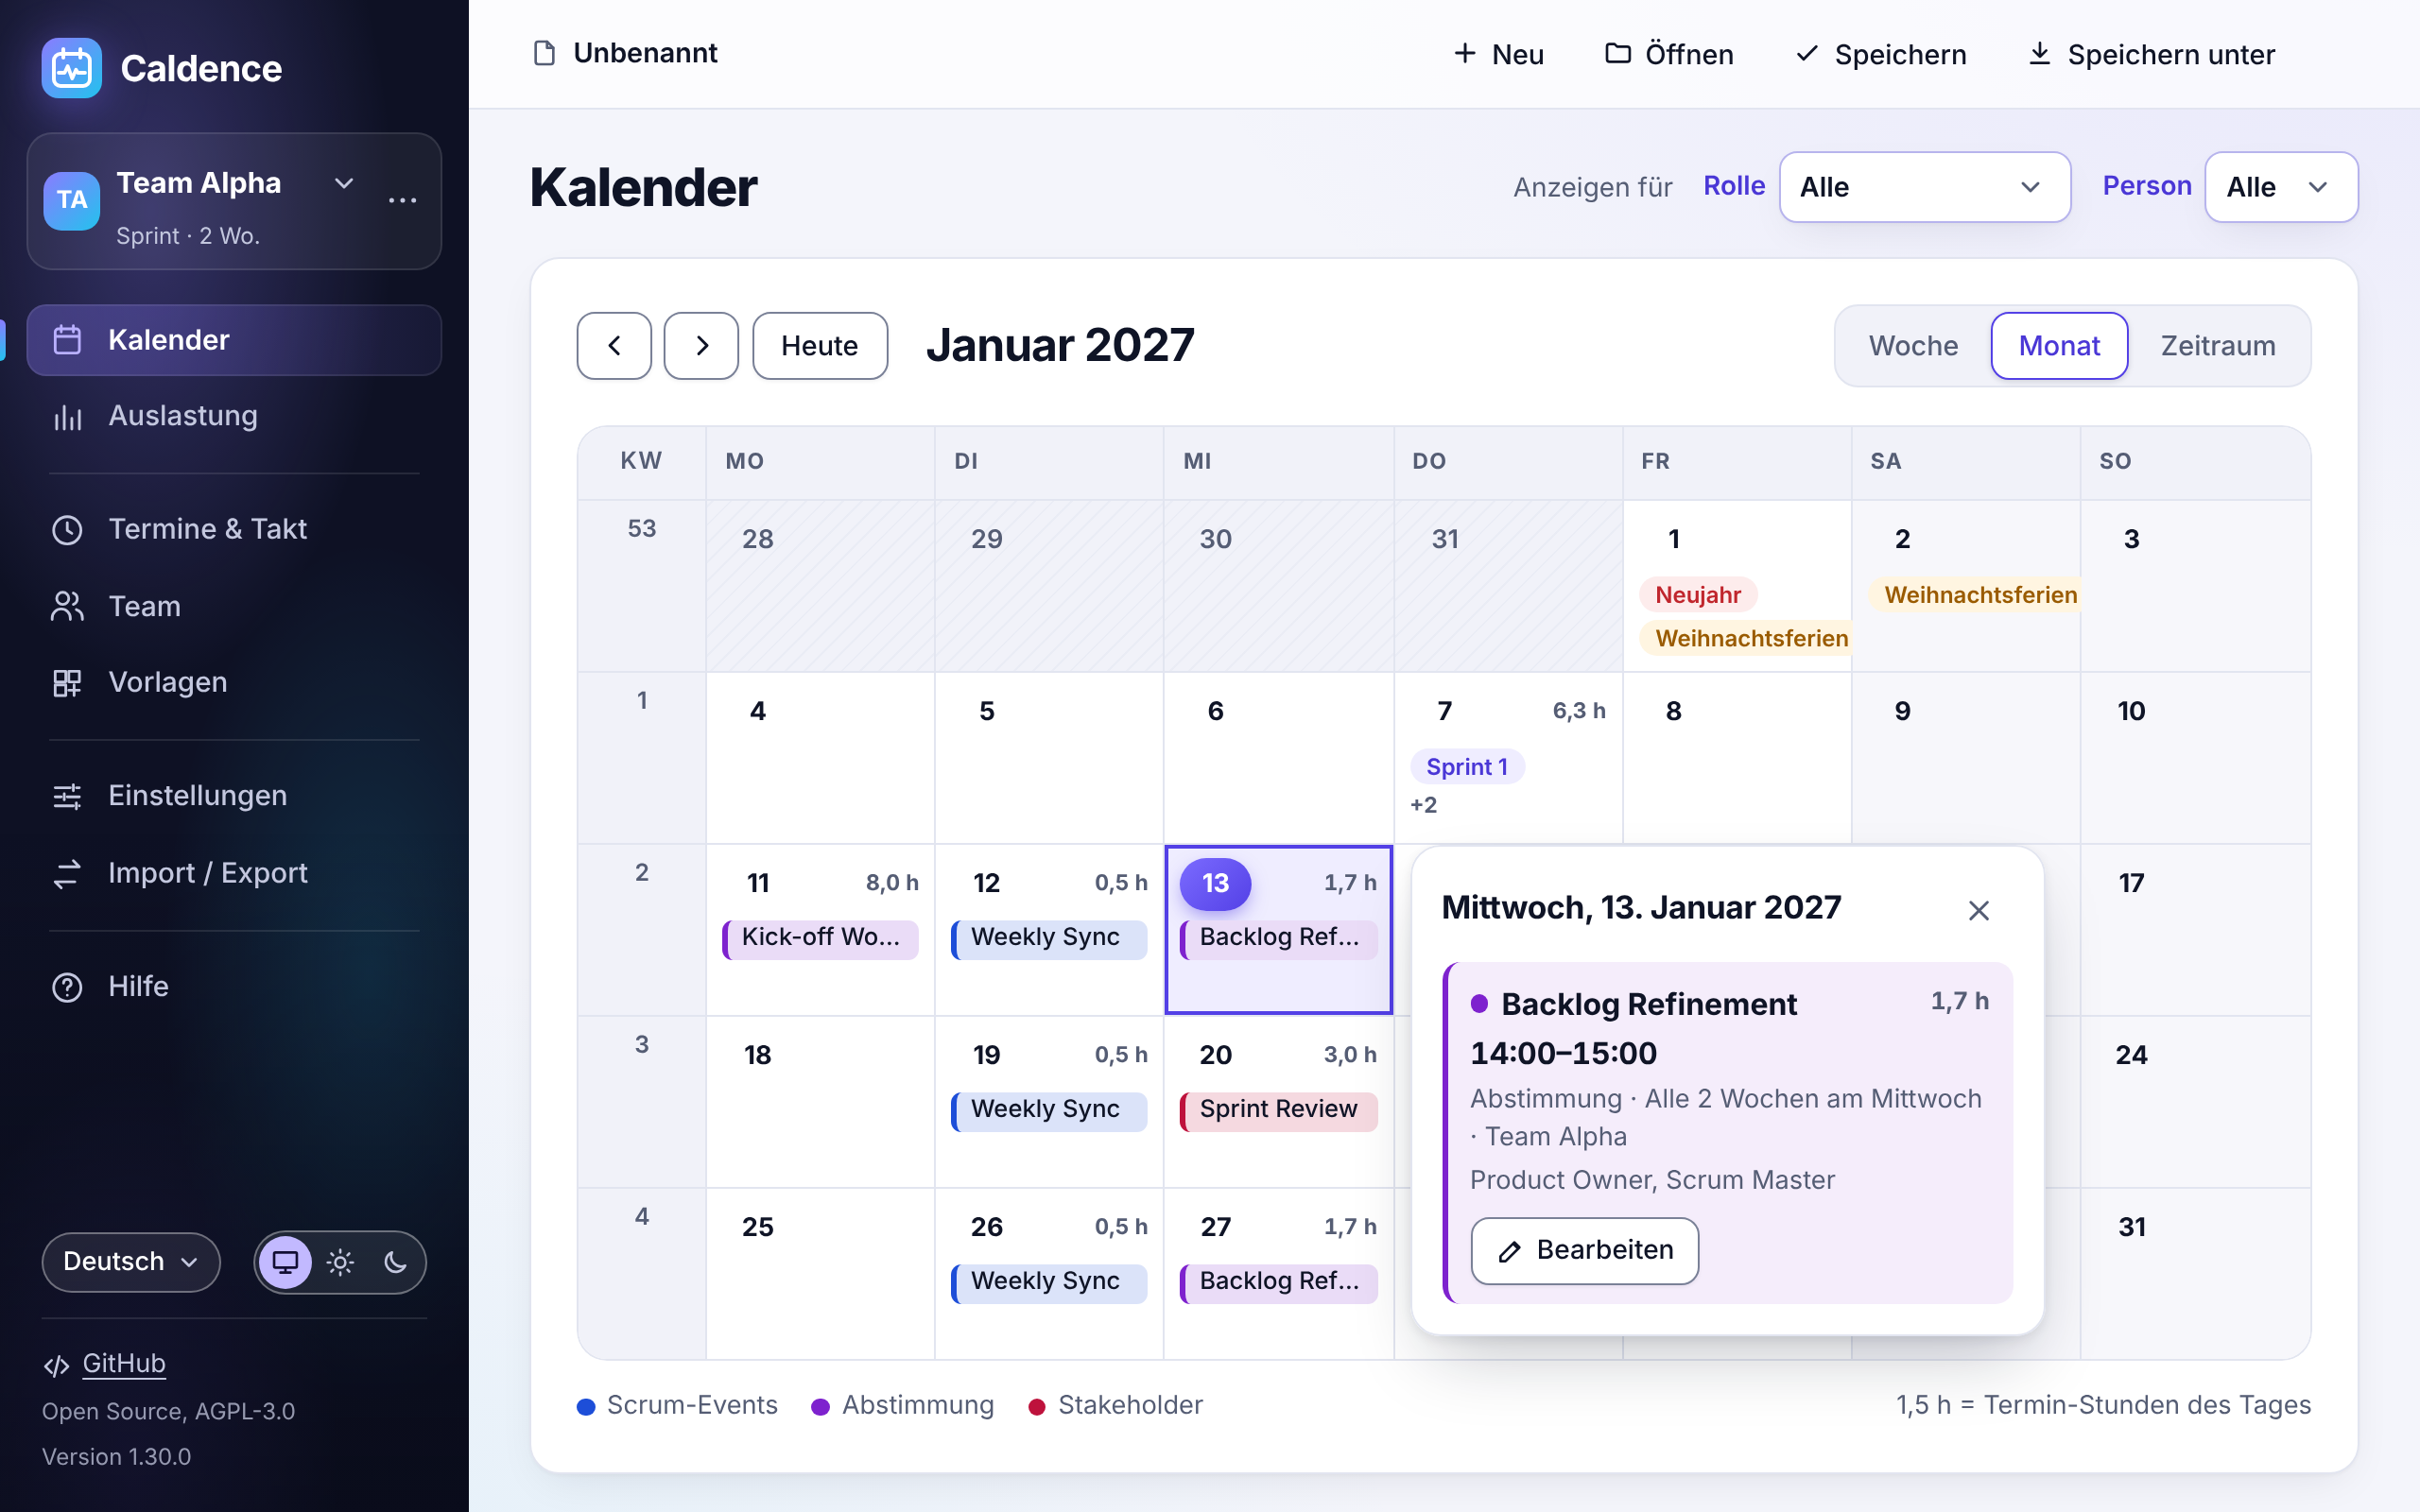 Caldence
TA
Team Alpha
Sprint · 2 Wo.
Kalender
Auslastung
Termine & Takt
Team
Vorlagen
Einstellungen
Import / Export
Hilfe
Deutsch
GitHub
Open Source, AGPL-3.0
Version 1.30.0
Unbenannt
Neu
Öffnen
Speichern
Speichern unter
Kalender
Anzeigen für
Rolle
Alle
Person
Alle
Heute
Januar 2027
Woche
Monat
Zeitraum
KW MO DI MI DO FR SA SO
53 28 29 30 31 1 2 3
Neujahr
Weihnachtsferien
Weihnachtsferien
1 4 5 6 7 6,3 h 8 9 10
Sprint 1
+2
2 11 8,0 h 12 0,5 h 13 1,7 h 17
Kick-off Wo...
Weekly Sync
Backlog Ref...
3 18 19 0,5 h 20 3,0 h 24
Weekly Sync
Sprint Review
4 25 26 0,5 h 27 1,7 h 31
Weekly Sync
Backlog Ref...
Mittwoch, 13. Januar 2027
Backlog Refinement 1,7 h
14:00–15:00
Abstimmung · Alle 2 Wochen am Mittwoch
· Team Alpha
Product Owner, Scrum Master
Bearbeiten
Scrum-Events
Abstimmung
Stakeholder
1,5 h = Termin-Stunden des Tages